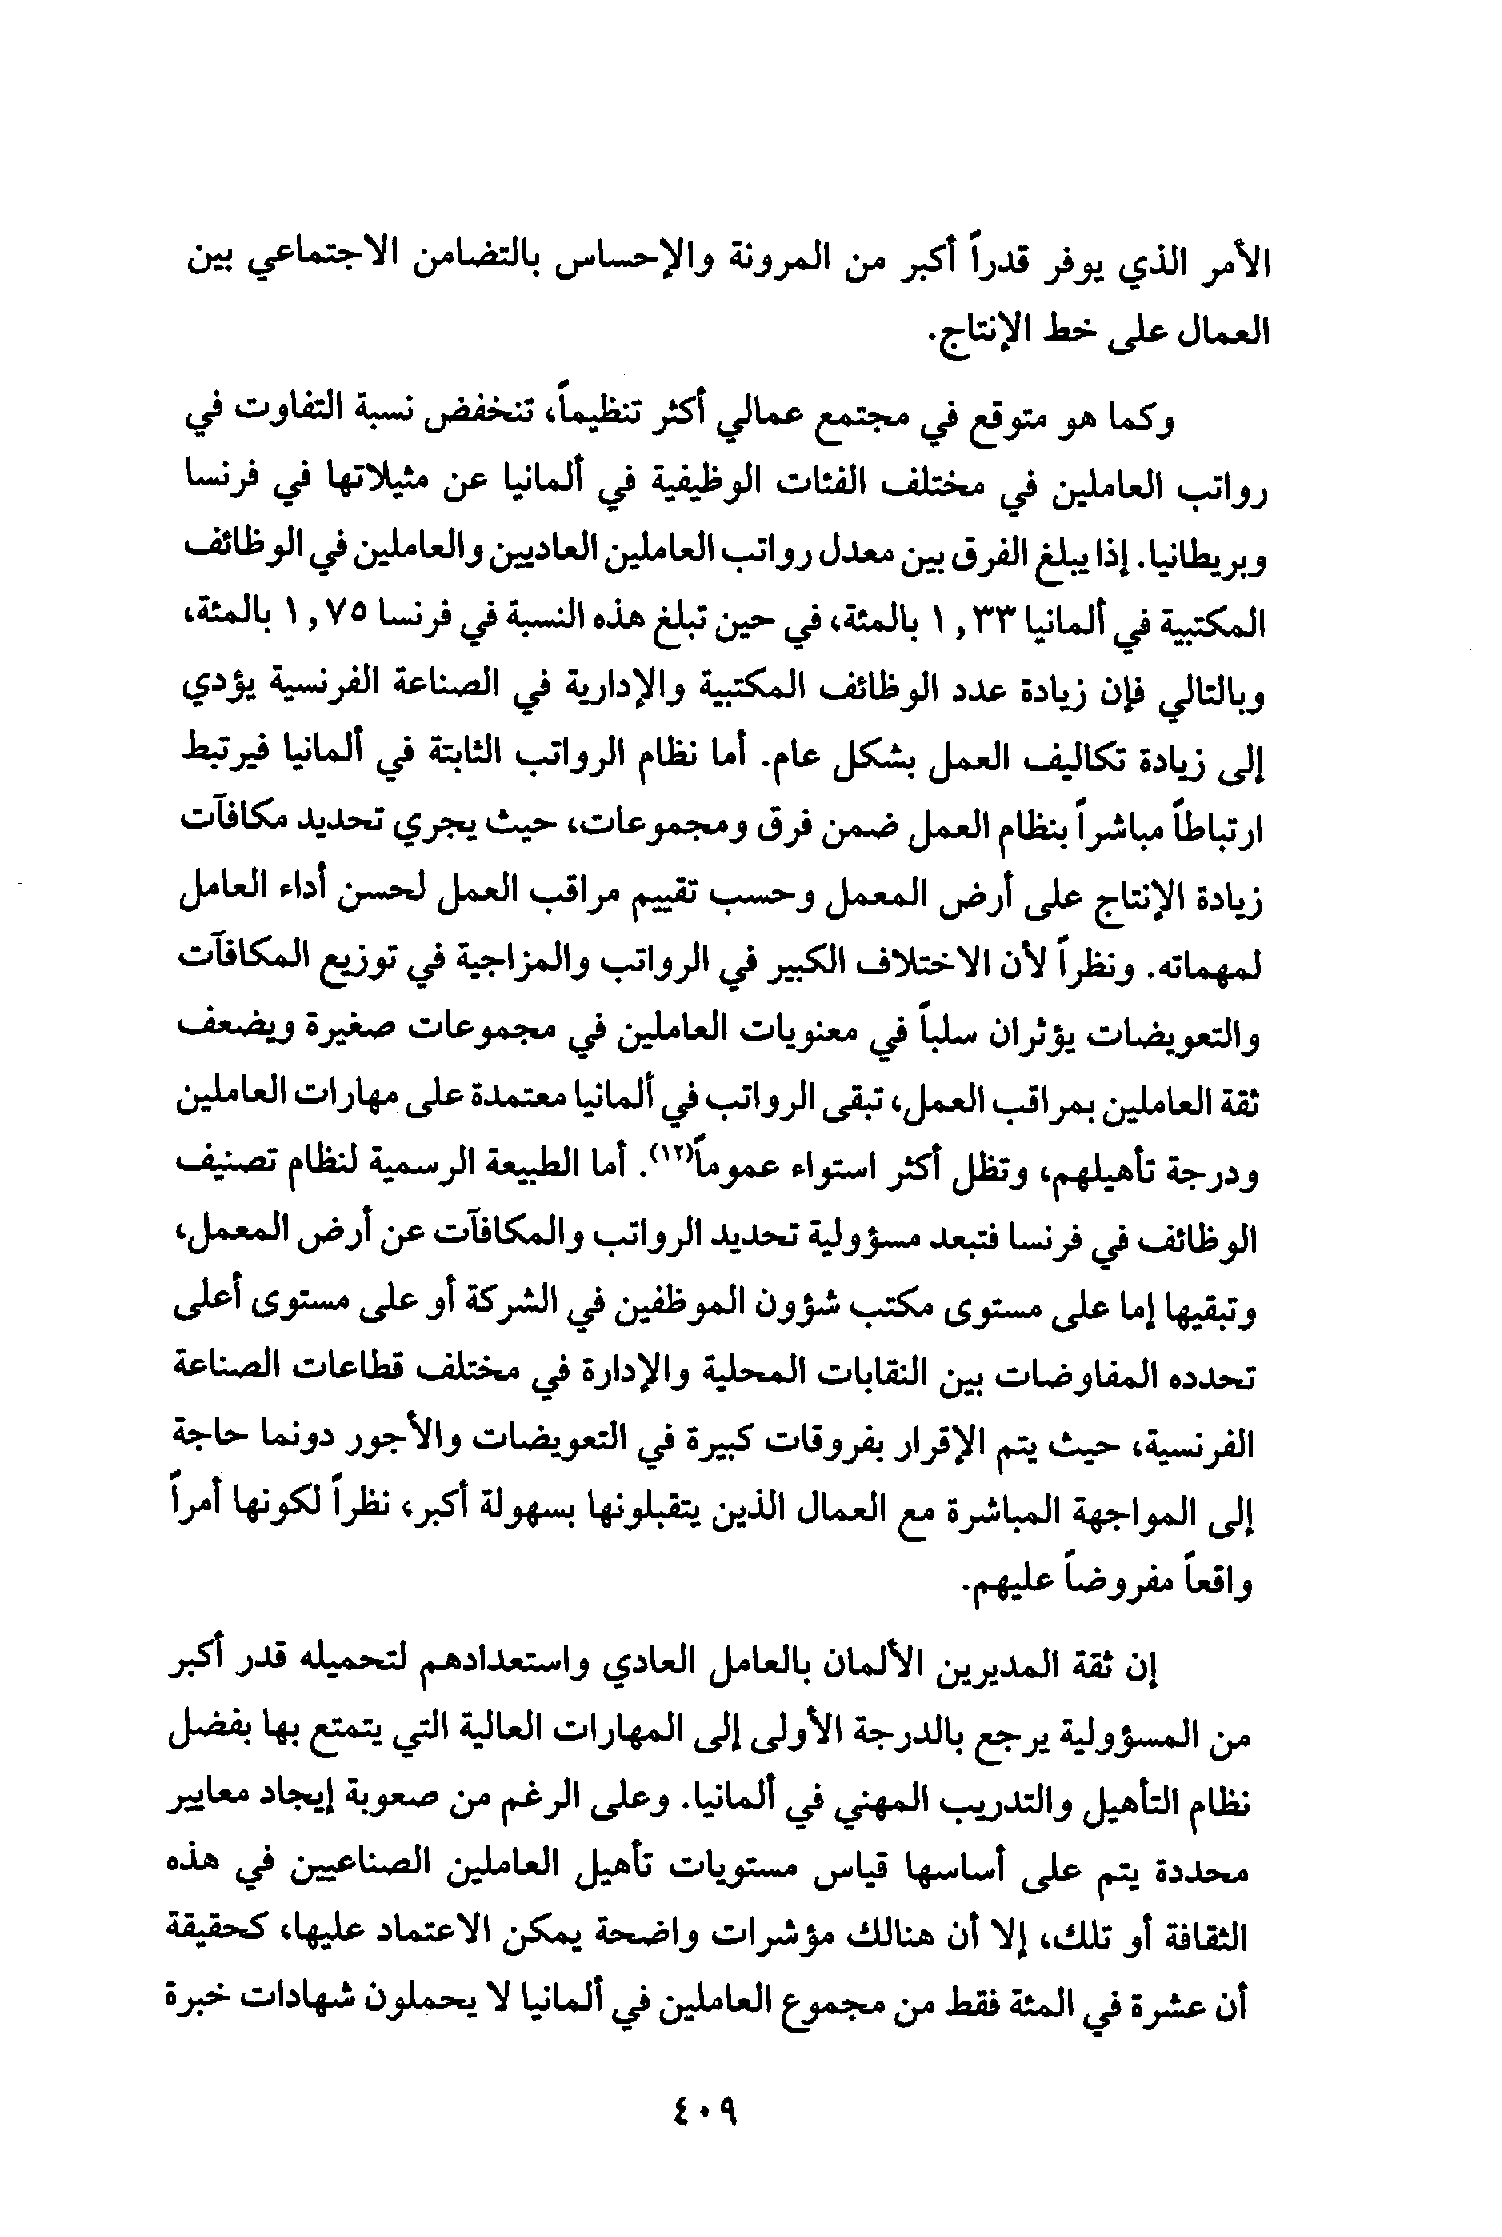 الأمر الذي يوفر قدراً أكبر من المرونة والإحساس بالتضامن الاجتماعي بين
العمال على خط الإنتاج.
وكما هو متوقع في مجتمع عمالي أكثر تنظيماً، تنخفض نسبة التفاوت في
رواتب العاملين في مختلف الفئات الوظيفية في ألمانيا عن مثيلاتها في فرنسا
وبريطانيا. إذا يبلغ الفرق بين معدل رواتب العاملين العاديين والعاملين في الوظائف
المكتبية في ألمانيا ١,٣٣ بالمئة، في حين تبلغ هذه النسبة في فرنسا ١,٧٥ بالمئة،
وبالتالي فإن زيادة عدد الوظائف المكتبية والإدارية في الصناعة الفرنسية يؤدي
إلى زيادة تكاليف العمل بشكل عام. أما نظام الرواتب الثابتة في ألمانيا فيرتبط
ارتباطاً مباشراً بنظام العمل ضمن فرق ومجموعات، حيث يجري تحديد مكافآت
زيادة الإنتاج على أرض المعمل وحسب تقييم مراقب العمل لحسن أداء العامل
لمهماته. ونظراً لأن الاختلاف الكبير في الرواتب والمزاجية في توزيع المكافآت
والتعويضات يؤثران سلباً في معنويات العاملين في مجموعات صغيرة ويضعف
ثقة العاملين بمراقب العمل، تبقى الرواتب في ألمانيا معتمدة على مهارات العاملين
ودرجة تأهيلهم، وتظل أكثر استواء عموماً(١٢). أما الطبيعة الرسمية لنظام تصنيف
الوظائف في فرنسا فتبعد مسؤولية تحديد الرواتب والمكافآت عن أرض المعمل،
وتبقيها إما على مستوى مكتب شؤون الموظفين في الشركة أو على مستوى أعلى
تحدده المفاوضات بين النقابات المحلية والإدارة في مختلف قطاعات الصناعة
الفرنسية، حيث يتم الإقرار بفروقات كبيرة في التعويضات والأجور دونما حاجة
إلى المواجهة المباشرة مع العمال الذين يتقبلونها بسهولة أكبر، نظراً لكونها أمراً
واقعاً مفروضاً عليهم.
إن ثقة المديرين الألمان بالعامل العادي واستعدادهم لتحميله قدر أكبر
من المسؤولية يرجع بالدرجة الأولى إلى المهارات العالية التي يتمتع بها بفضل
نظام التأهيل والتدريب المهني في ألمانيا. وعلى الرغم من صعوبة إيجاد معايير
محددة يتم على أساسها قياس مستويات تأهيل العاملين الصناعيين في هذه
الثقافة أو تلك، إلا أن هنالك مؤشرات واضحة يمكن الاعتماد عليها، كحقيقة
أن عشرة في المئة فقط من مجموع العاملين في ألمانيا لا يحملون شهادات خبرة
٤٠٩